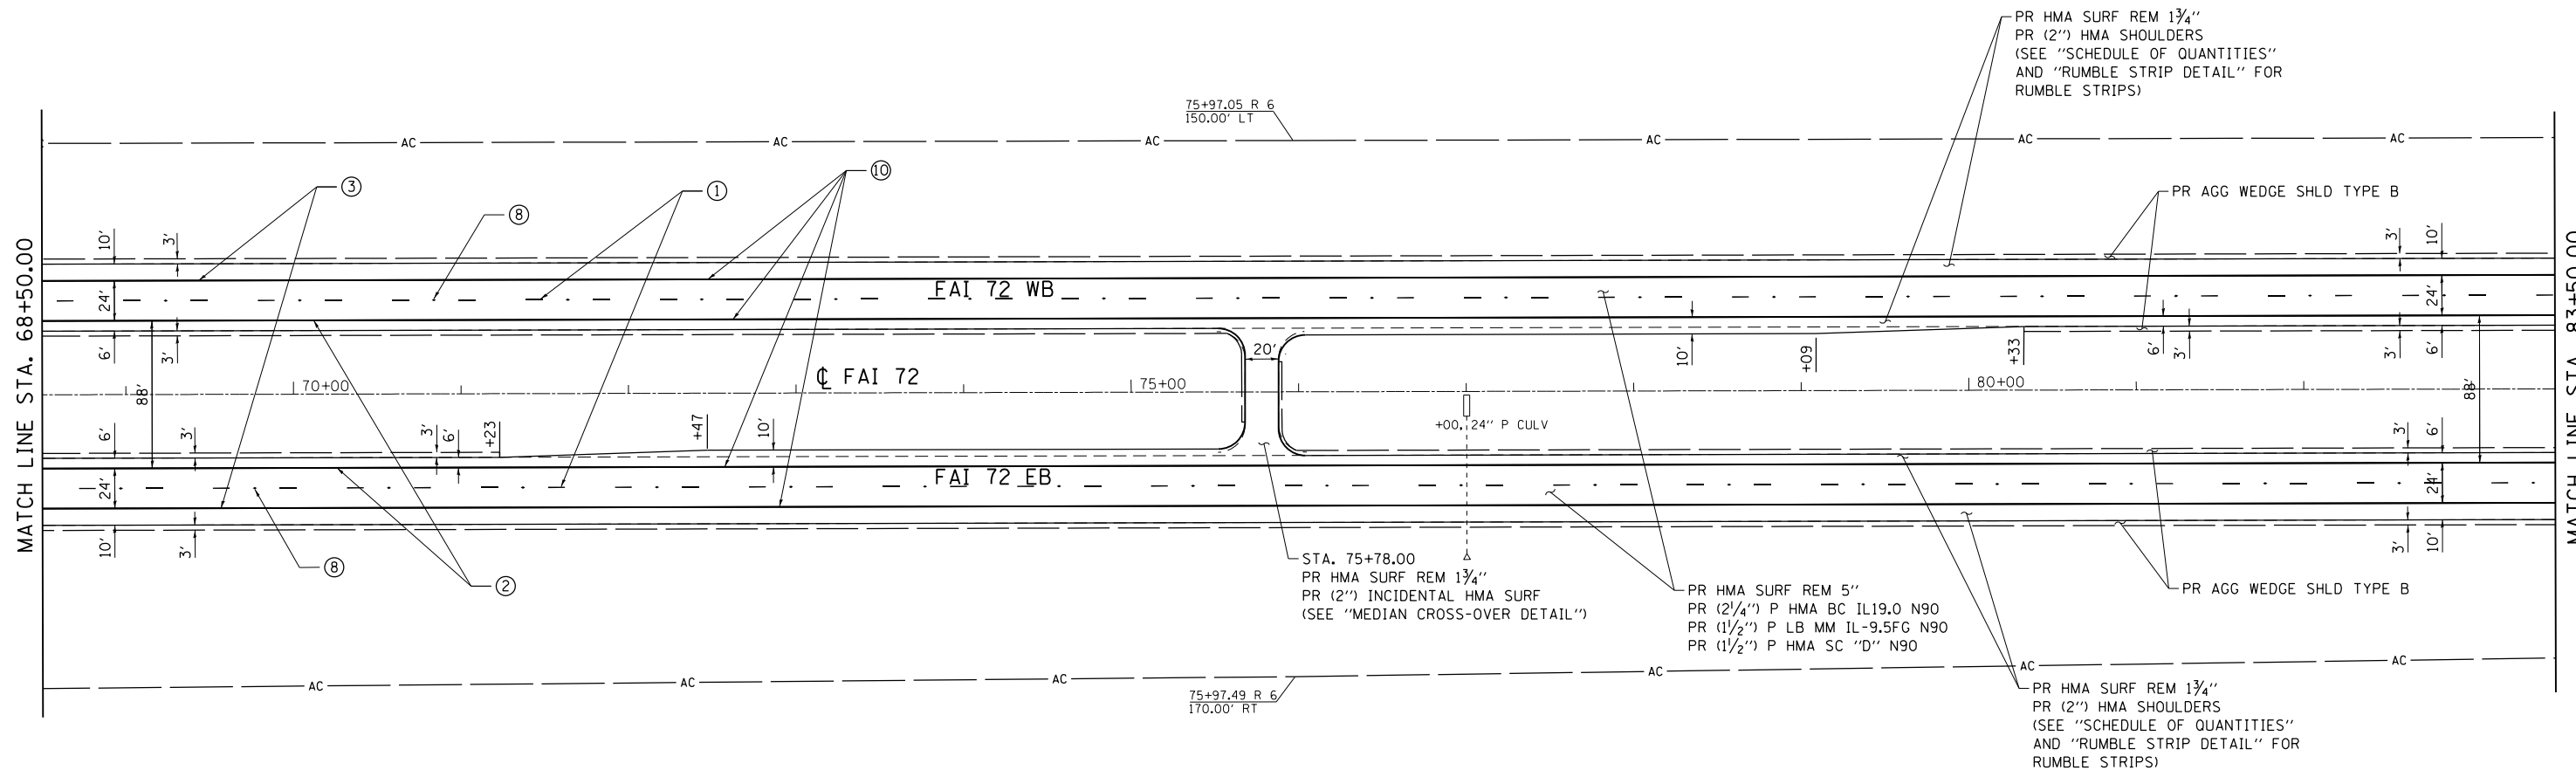 PR HMA SURF REM 1¾"
PR (2") HMA SHOULDERS
(SEE "SCHEDULE OF QUANTITIES"
AND "RUMBLE STRIP DETAIL" FOR
RUMBLE STRIPS)
75+97.05 R 6
150.00' LT
AC AC AC AC AC AC
3 1 10
8
PR AGG WEDGE SHLD TYPE B
MATCH LINE STA. 68+50.00
MATCH LINE STA. 83+50.00
10' 3' 3' 10'
24' FAI 72 WB 24'
6' 3' 20' 10' +09 +33 6' 3' 3' 6'
88' 70+00 ℄ FAI 72 75+00 80+00 88'
+00, 24" P CULV
6' 3' 3' 6' +23 +47 10' 3' 6'
24' FAI 72 EB 24'
10' 3' 3' 10'
8
2
STA. 75+78.00
PR HMA SURF REM 1¾"
PR (2") INCIDENTAL HMA SURF
(SEE "MEDIAN CROSS-OVER DETAIL")
PR HMA SURF REM 5"
PR (2¼") P HMA BC IL19.0 N90
PR (1½") P LB MM IL-9.5FG N90
PR (1½") P HMA SC "D" N90
PR AGG WEDGE SHLD TYPE B
AC AC AC AC AC AC
75+97.49 R 6
170.00' RT
PR HMA SURF REM 1¾"
PR (2") HMA SHOULDERS
(SEE "SCHEDULE OF QUANTITIES"
AND "RUMBLE STRIP DETAIL" FOR
RUMBLE STRIPS)